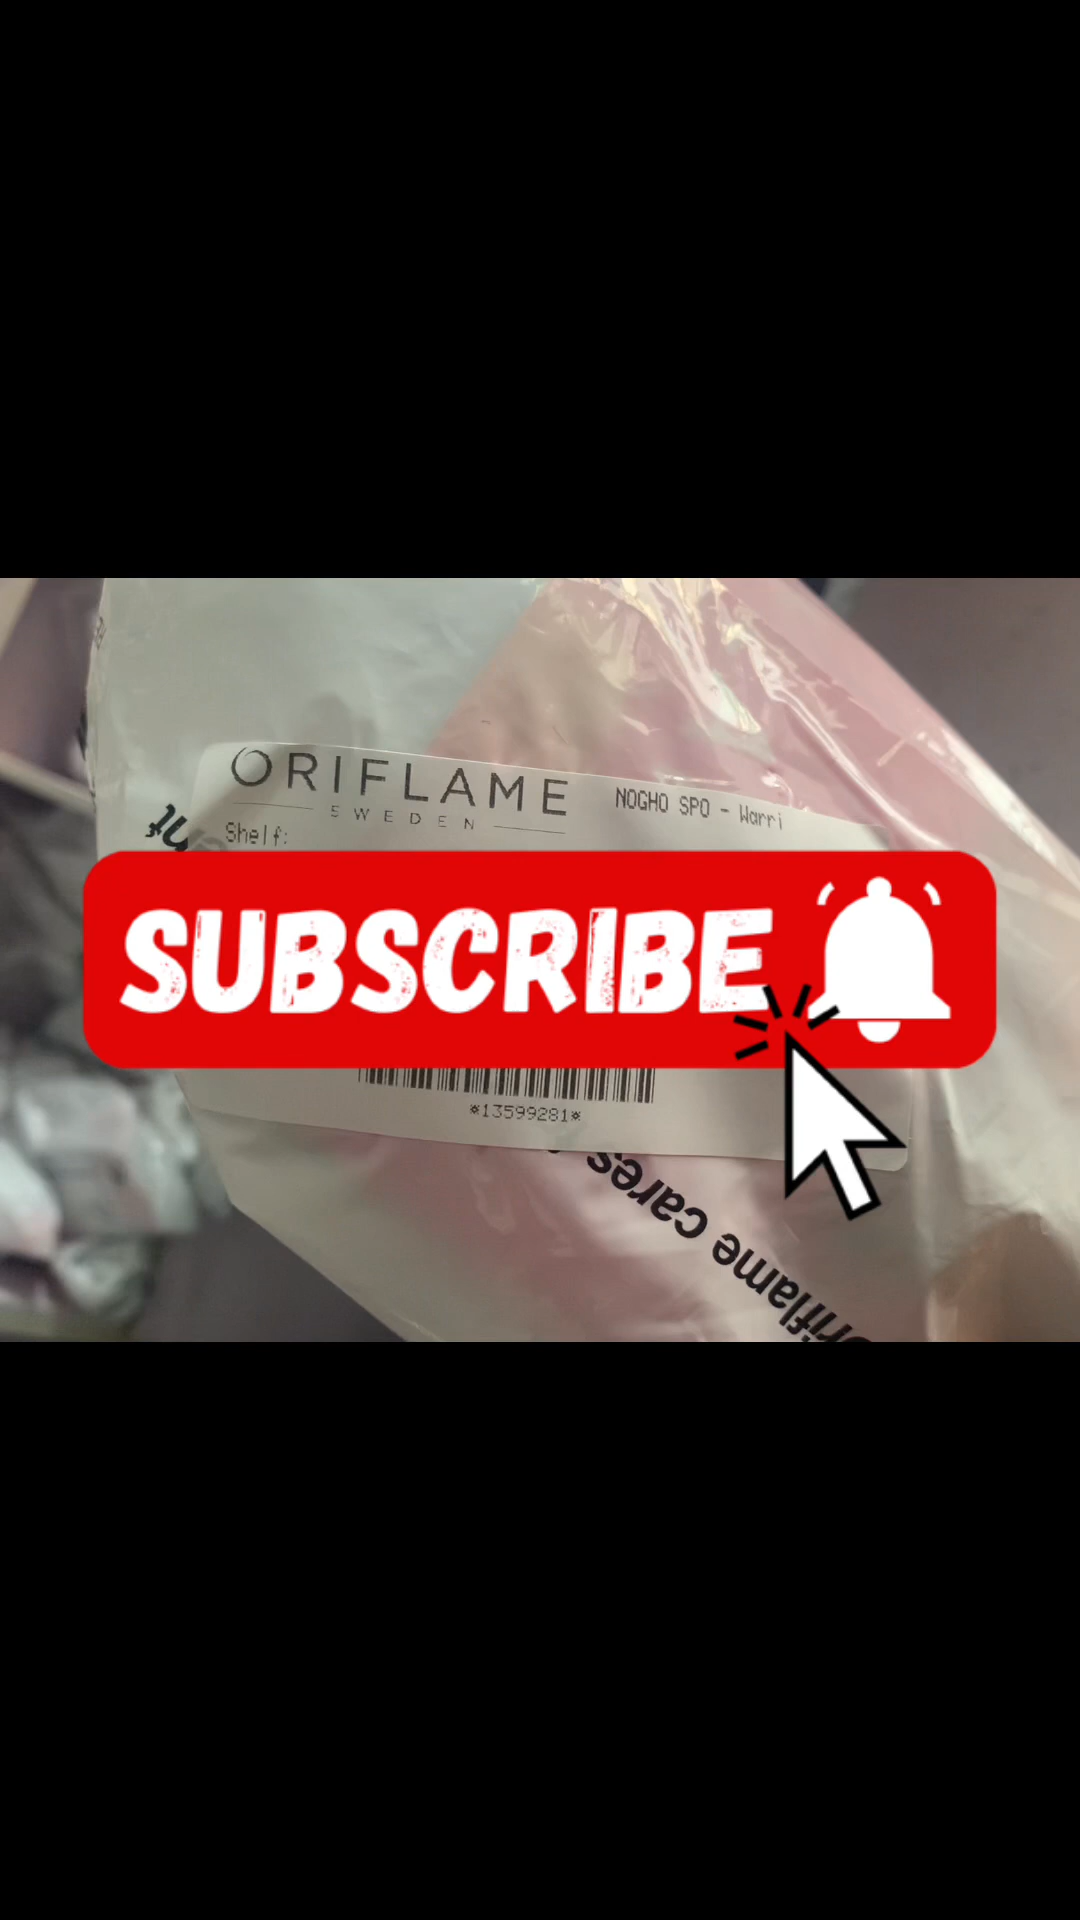 ORIFLAME
SWEDEN
NOGHO SPO - Warri
Shelf:
SUBSCRIBE
*13599281*
oriflame cares